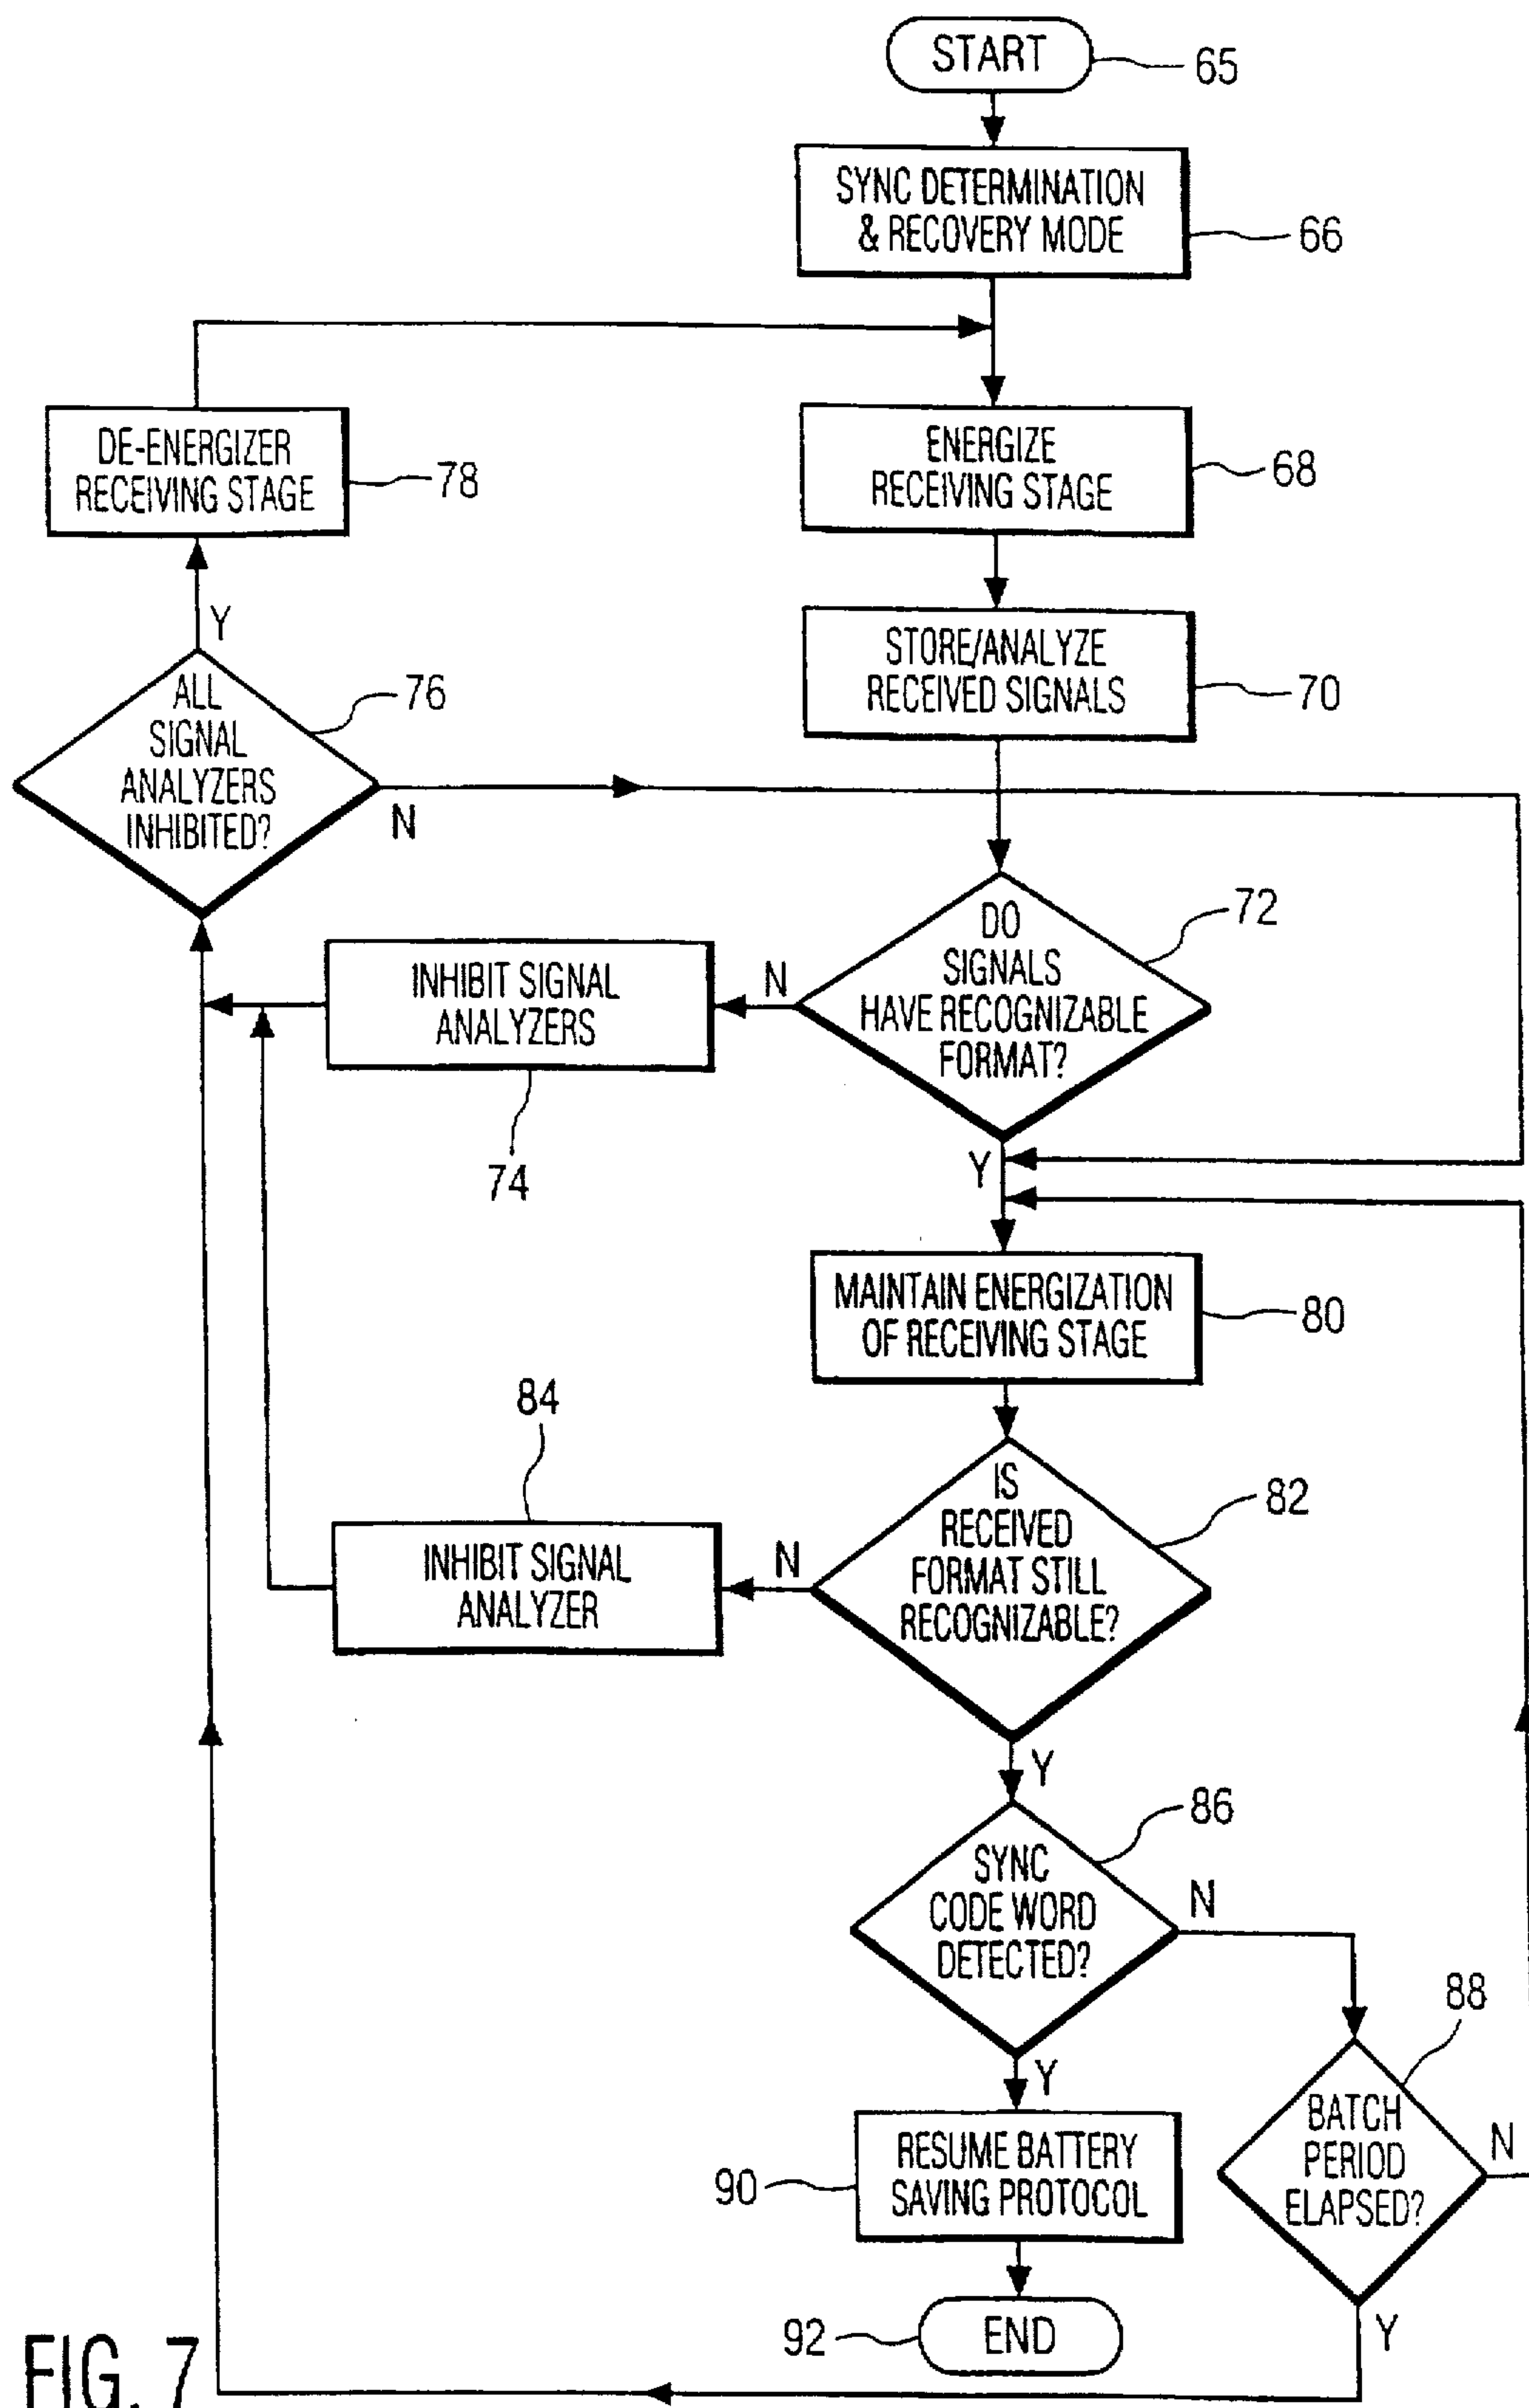 START
65
SYNC DETERMINATION
& RECOVERY MODE
66
DE-ENERGIZER
RECEIVING STAGE
78
ENERGIZE
RECEIVING STAGE
68
Y
STORE/ANALYZE
RECEIVED SIGNALS
70
ALL
SIGNAL
ANALYZERS
INHIBITED?
76
N
DO
SIGNALS
HAVE RECOGNIZABLE
FORMAT?
72
N
INHIBIT SIGNAL
ANALYZERS
74
Y
MAINTAIN ENERGIZATION
OF RECEIVING STAGE
80
84
IS
RECEIVED
FORMAT STILL
RECOGNIZABLE?
82
N
INHIBIT SIGNAL
ANALYZER
Y
SYNC
CODE WORD
DETECTED?
86
N
88
BATCH
PERIOD
ELAPSED?
N
Y
RESUME BATTERY
SAVING PROTOCOL
90
END
92
Y
FIG. 7